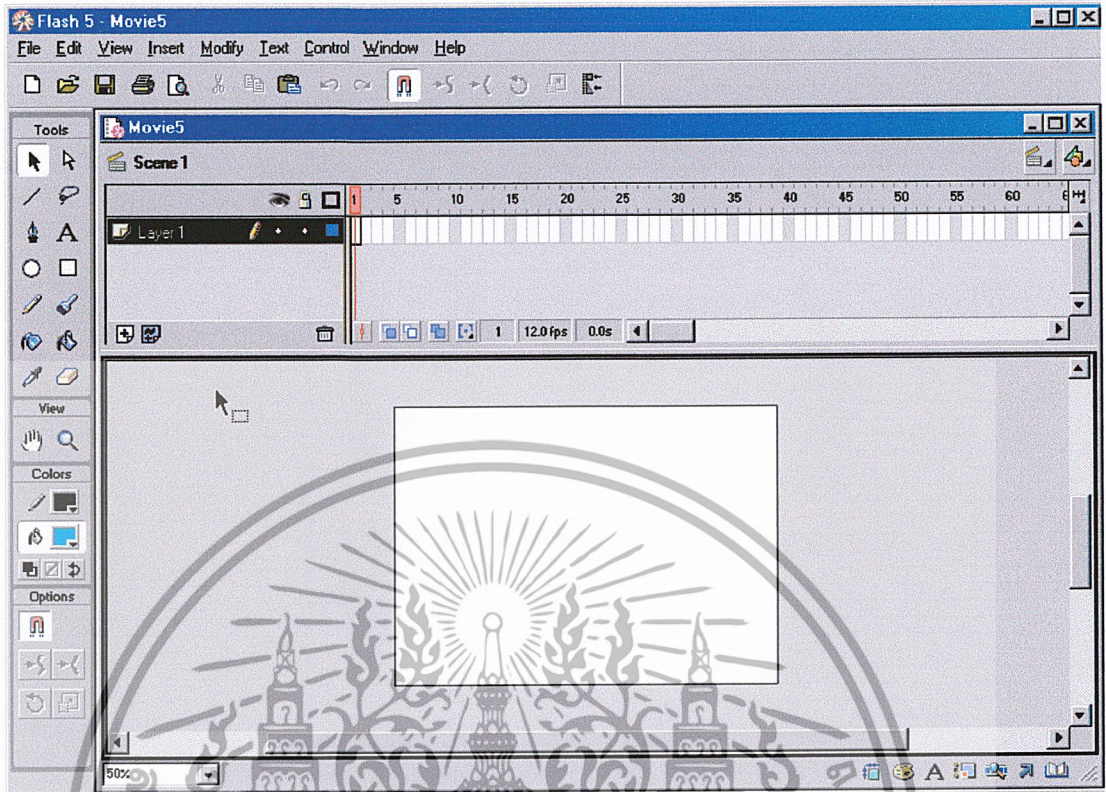 Flash 5 - Movie5
File Edit View Insert Modify Text Control Window Help
Tools
Movie5
Scene 1
1 5 10 15 20 25 30 35 40 45 50 55 60 6
Layer 1
1 12.0 fps 0.0s
View
Colors
Options
50%